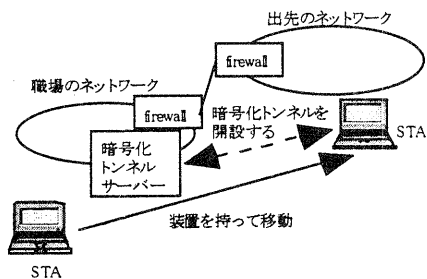 出先のネットワーク
firewall
職場のネットワーク
firewall
暗号化トンネルを
開設する
STA
暗号化
トンネル
サーバー
装置を持って移動
STA